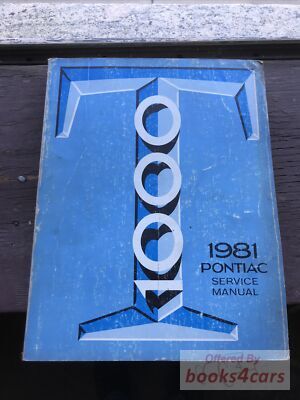 T
1000
1981
PONTIAC
SERVICE
MANUAL
Offered By
books4cars